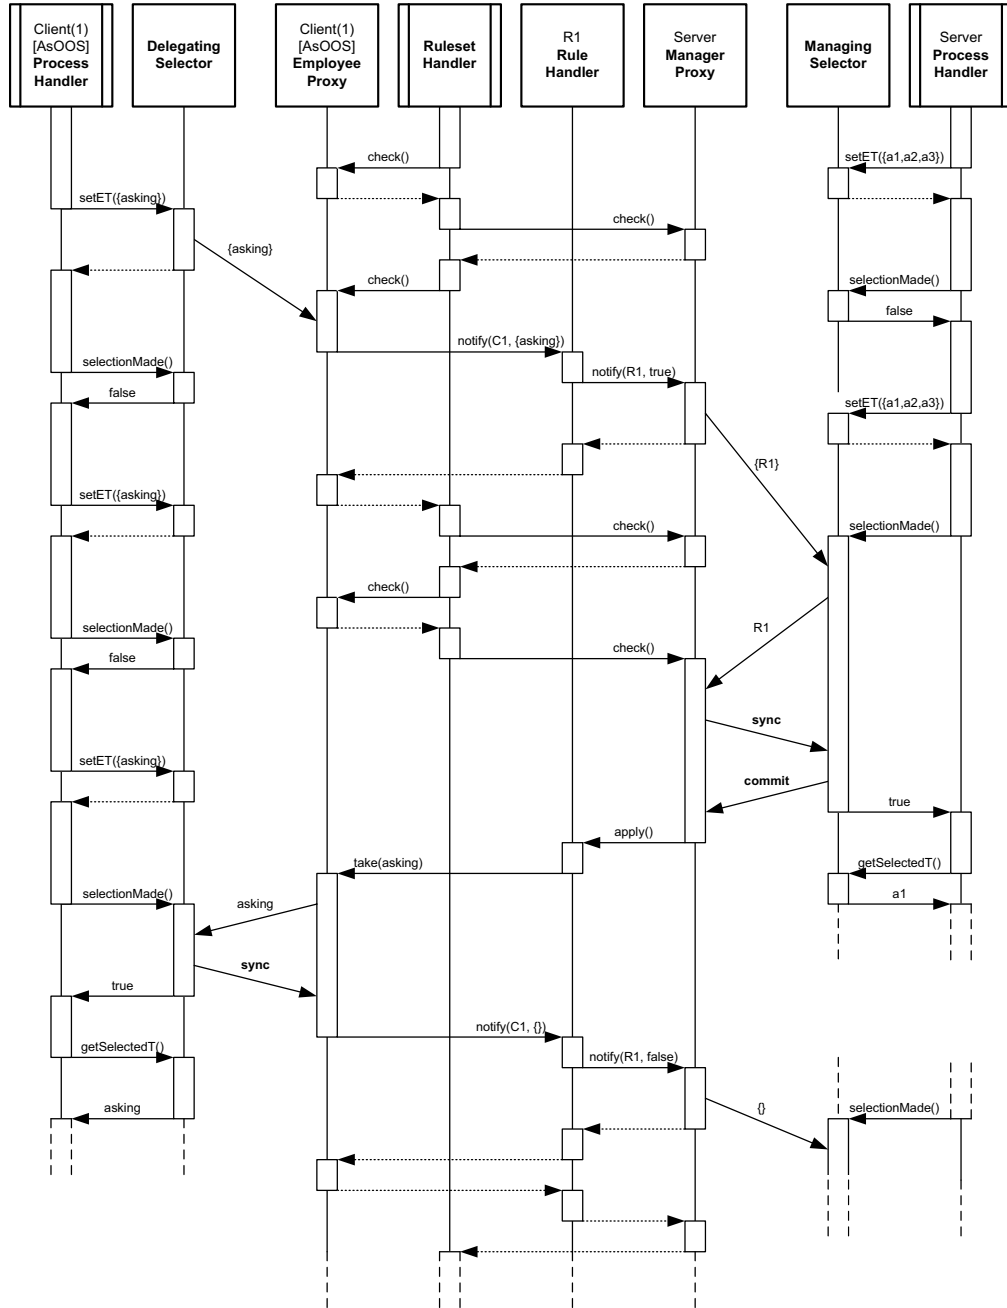 Client(1)
[AsOOS]
Process
Handler
Delegating
Selector
Client(1)
[AsOOS]
Employee
Proxy
Ruleset
Handler
R1
Rule
Handler
Server
Manager
Proxy
Managing
Selector
Server
Process
Handler
check()
setET({a1,a2,a3})
setET({asking})
check()
{asking}
check()
selectionMade()
false
notify(C1, {asking})
selectionMade()
notify(R1, true)
false
setET({a1,a2,a3})
{R1}
setET({asking})
check()
selectionMade()
check()
selectionMade()
R1
false
check()
sync
setET({asking})
commit
true
apply()
take(asking)
getSelectedT()
selectionMade()
asking
a1
sync
true
notify(C1, {})
getSelectedT()
notify(R1, false)
asking
{}
selectionMade()